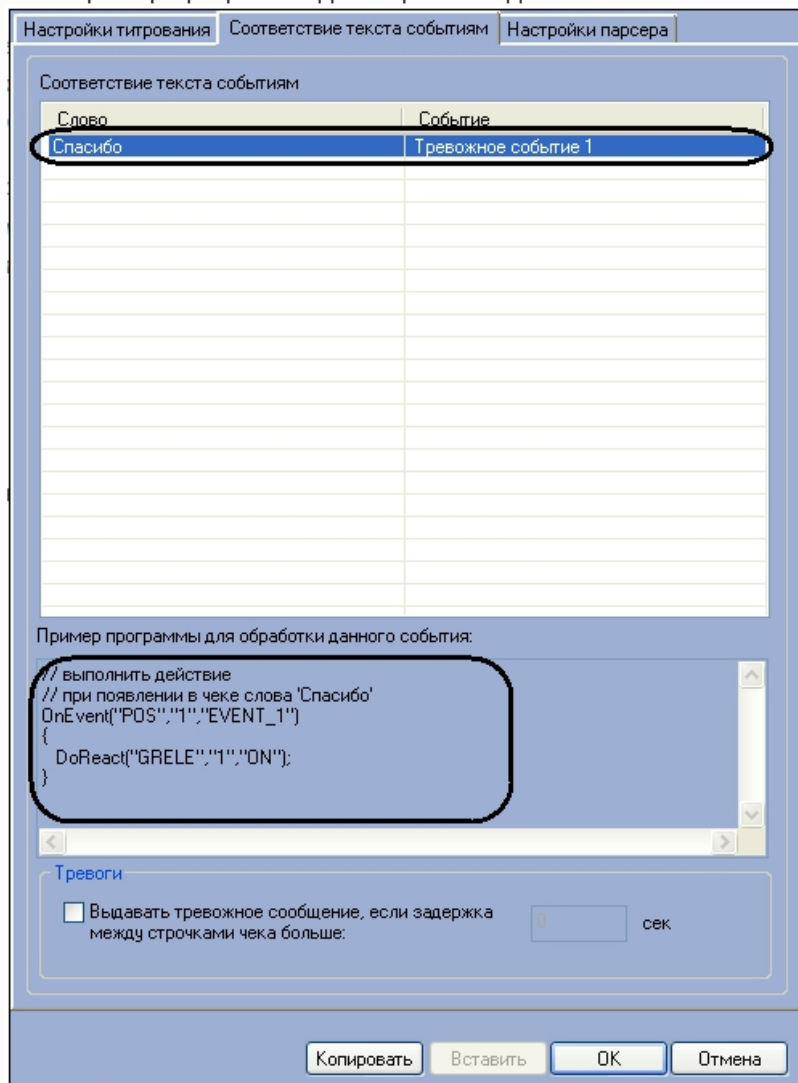 Настройки титрования Соответствие текста событиям Настройки парсера
Соответствие текста событиям
Слово Событие
Спасибо Тревожное событие 1
Пример программы для обработки данного события:
// выполнить действие
// при появлении в чеке слова 'Спасибо'
OnEvent("POS","1","EVENT_1")
{
DoReact("GRELE","1","ON");
}
Тревоги
Выдавать тревожное сообщение, если задержка
между строчками чека больше:
0 сек
Копировать Вставить OK Отмена